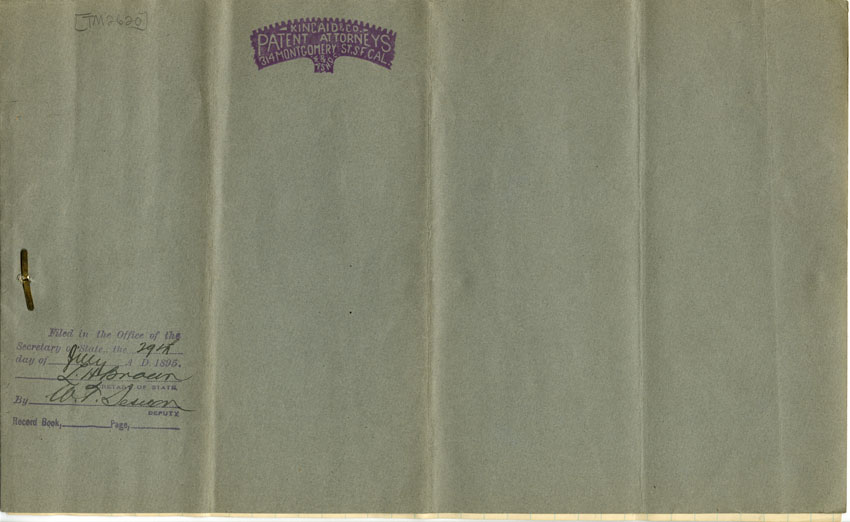 [TM2620]
KINCAID & CO.
PATENT ATTORNEYS
314 MONTGOMERY ST. S.F. CAL.
Filed in the Office of the
Secretary of State, the 29th
day of July A D. 1895.
L. H. Brown
SECRETARY OF STATE
By W. T.
DEPUTY
Record Book, Page,